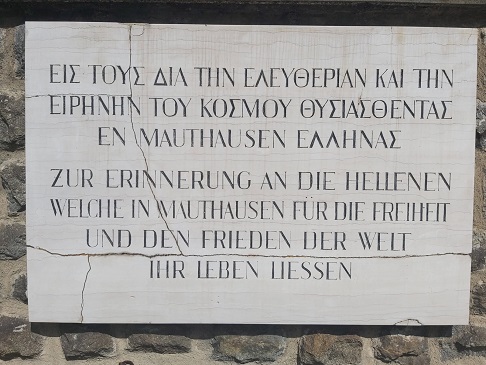 ΕΙΣ ΤΟΥΣ ΔΙΑ ΤΗΝ ΕΛΕΥΘΕΡΙΑΝ ΚΑΙ ΤΗΝ
ΕΙΡΗΝΗΝ ΤΟΥ ΚΟΣΜΟΥ ΘΥΣΙΑΣΘΕΝΤΑΣ
ΕΝ MAUTHAUSEN ΕΛΛΗΝΑΣ
ZUR ERINNERUNG AN DIE HELLENEN
WELCHE IN MAUTHAUSEN FÜR DIE FREIHEIT
UND DEN FRIEDEN DER WELT
IHR LEBEN LIESSEN